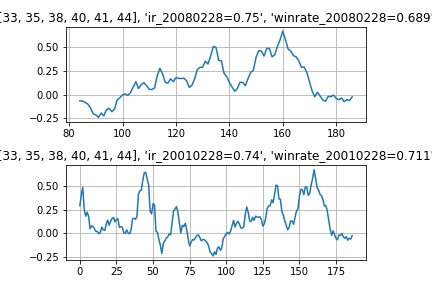 [33, 35, 38, 40, 41, 44], 'ir_20080228=0.75', 'winrate_20080228=0.689'
0.50
0.25
0.00
-0.25
80 100 120 140 160 180
[33, 35, 38, 40, 41, 44], 'ir_20010228=0.74', 'winrate_20010228=0.711'
0.50
0.25
0.00
-0.25
0 25 50 75 100 125 150 175